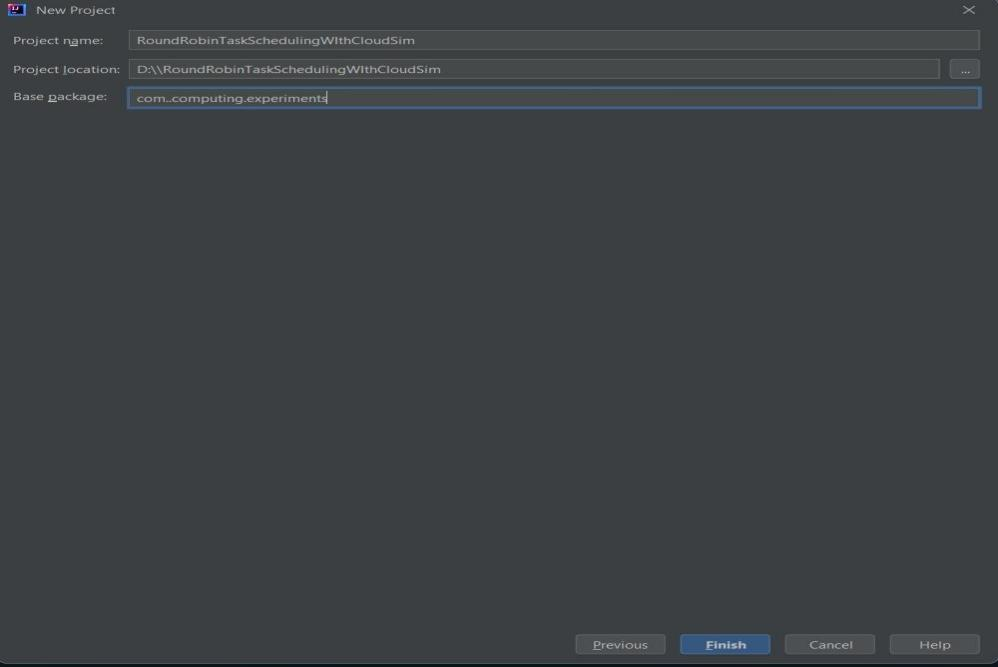 New Project
Project name: RoundRobinTaskSchedulingWIthCloudSim
Project location: D:\\RoundRobinTaskSchedulingWIthCloudSim ...
Base package: com..computing.experiments
Previous Finish Cancel Help